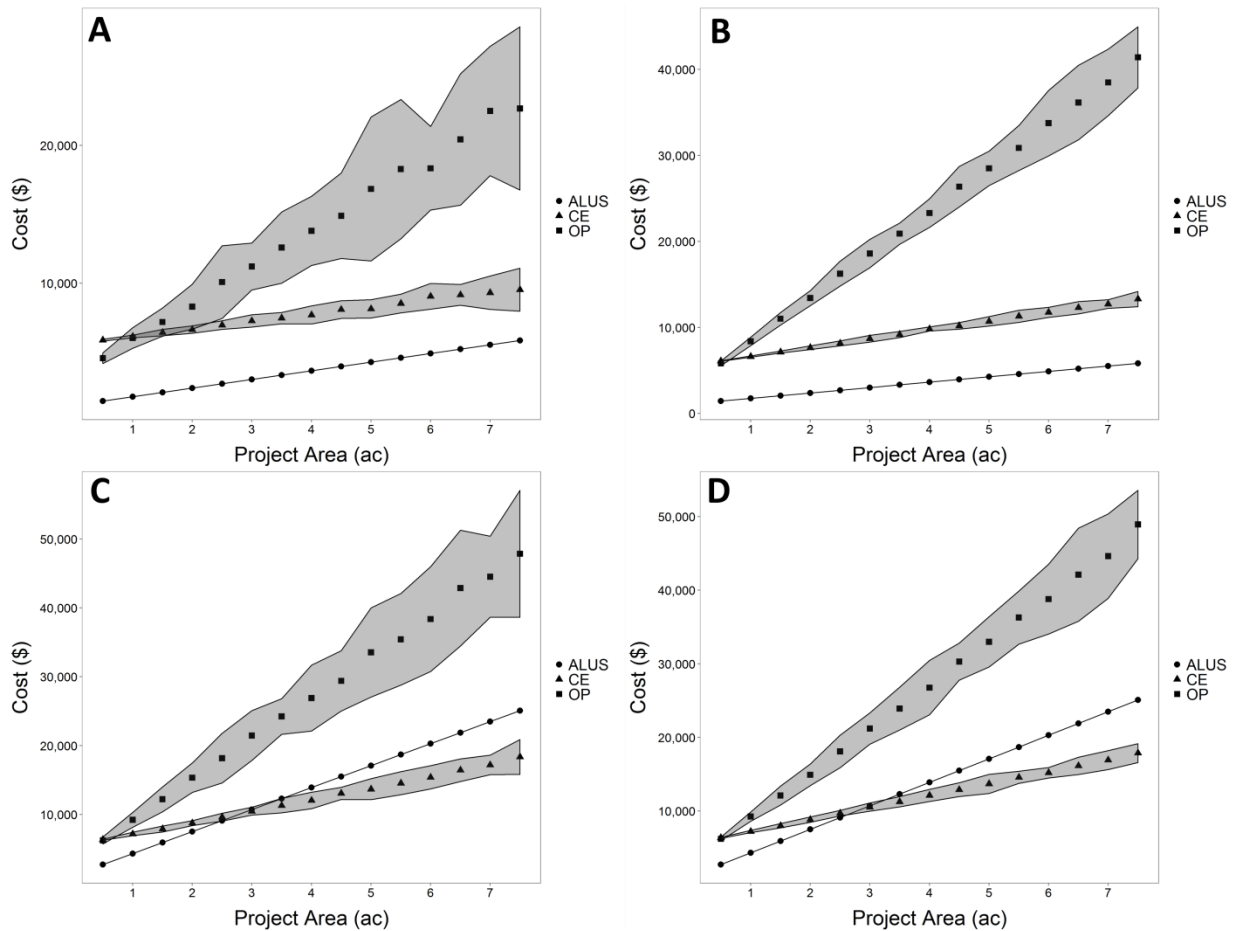 A
Cost ($)
20,000
10,000
1 2 3 4 5 6 7
Project Area (ac)
ALUS
CE
OP
B
Cost ($)
40,000
30,000
20,000
10,000
0
1 2 3 4 5 6 7
Project Area (ac)
ALUS
CE
OP
C
Cost ($)
50,000
40,000
30,000
20,000
10,000
1 2 3 4 5 6 7
Project Area (ac)
ALUS
CE
OP
D
Cost ($)
50,000
40,000
30,000
20,000
10,000
1 2 3 4 5 6 7
Project Area (ac)
ALUS
CE
OP